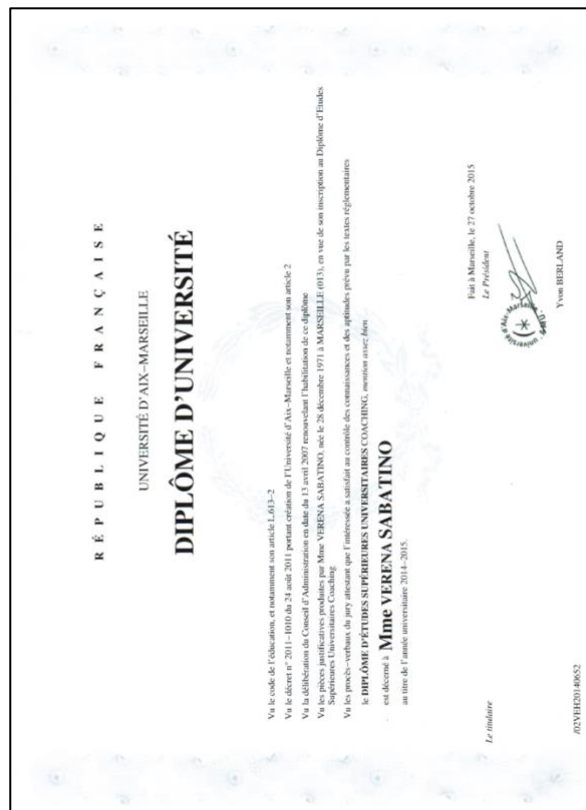 RÉPUBLIQUE FRANÇAISE
UNIVERSITÉ D'AIX–MARSEILLE
DIPLÔME D'UNIVERSITÉ
Vu le code de l'éducation, et notamment son article L.613–2
Vu le décret n° 2011–1010 du 24 août 2011 portant création de l'Université d'Aix–Marseille et notamment son article 2
Vu la délibération du Conseil d'Administration en date du 13 avril 2007 renouvelant l'habilitation de ce diplôme
Vu les pièces justificatives produites par Mme VERENA SABATINO, née le 28 décembre 1971 à MARSEILLE (013), en vue de son inscription au Diplôme d'Etudes
Supérieures Universitaires Coaching
Vu les procès–verbaux du jury attestant que l'intéressée a satisfait au contrôle des connaissances et des aptitudes prévu par les textes réglementaires
le DIPLÔME D'ÉTUDES SUPÉRIEURES UNIVERSITAIRES COACHING, mention assez bien
est décerné à Mme VERENA SABATINO
au titre de l'année universitaire 2014–2015.
Fait à Marseille, le 27 octobre 2015
Le Président
Le titulaire
Yvon BERLAND
/02VEH20140652